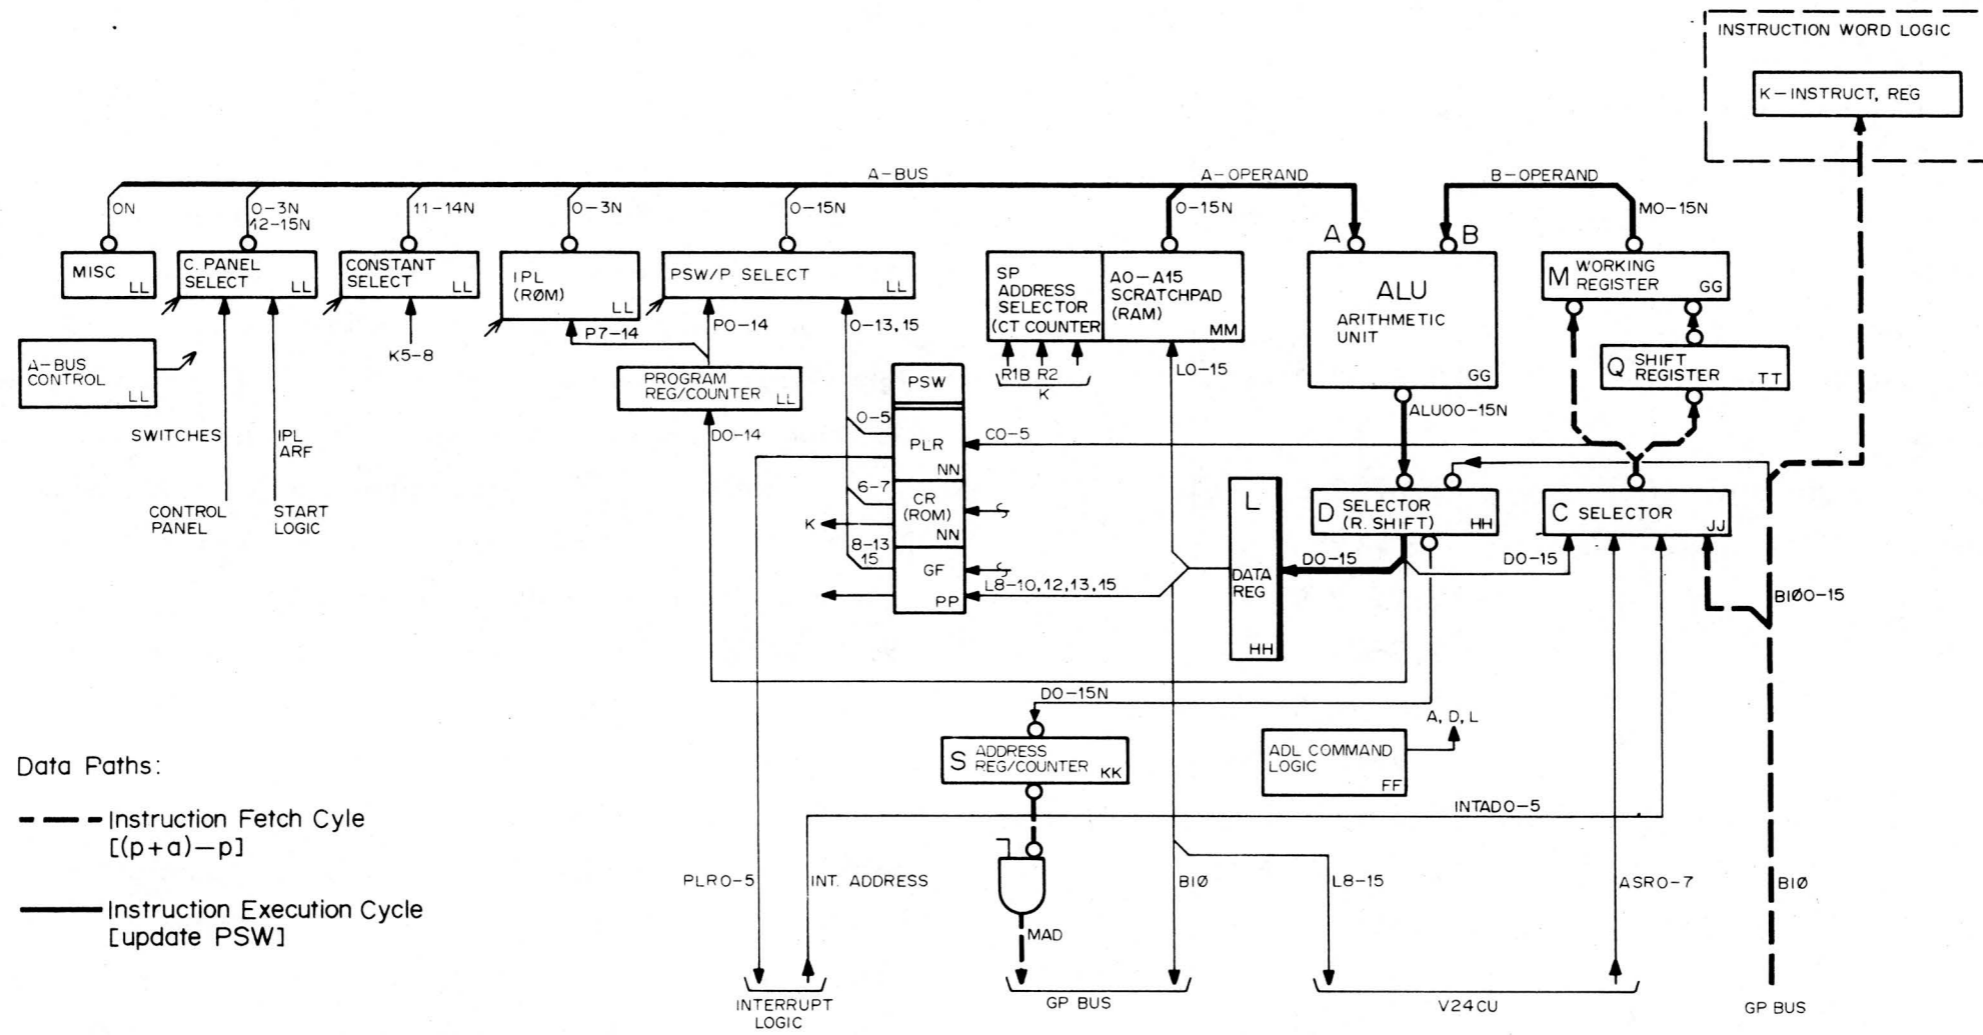 INSTRUCTION WORD LOGIC
K-INSTRUCT, REG
A-BUS
A-OPERAND
B-OPERAND
ON
0-3N
12-15N
11-14N
0-3N
0-15N
0-15N
M0-15N
A
B
MISC
LL
C. PANEL
SELECT
LL
CONSTANT
SELECT
LL
IPL
(RØM)
LL
PSW/P SELECT
LL
SP
ADDRESS
SELECTOR
(CT COUNTER
A0-A15
SCRATCHPAD
(RAM)
MM
ALU
ARITHMETIC
UNIT
GG
M WORKING
REGISTER
GG
P7-14
P0-14
0-13,15
K5-8
A-BUS
CONTROL
LL
PROGRAM
REG/COUNTER
LL
PSW
R1B R2
K
L0-15
Q SHIFT
REGISTER
TT
SWITCHES
IPL
ARF
D0-14
0-5
PLR
NN
C0-5
ALU00-15N
CONTROL
PANEL
START
LOGIC
6-7
CR
(ROM)
NN
K
8-13
15
GF
PP
L8-10,12,13,15
L
DATA
REG
HH
D SELECTOR
(R. SHIFT)
HH
C SELECTOR
JJ
D0-15
D0-15
BIØ0-15
D0-15N
A, D, L
S ADDRESS
REG/COUNTER
KK
ADL COMMAND
LOGIC
FF
INTAD0-5
Data Paths:
Instruction Fetch Cyle
[(p+a)—p]
Instruction Execution Cycle
[update PSW]
PLR0-5
INT. ADDRESS
MAD
BIØ
L8-15
ASR0-7
BIØ
INTERRUPT
LOGIC
GP BUS
V24CU
GP BUS